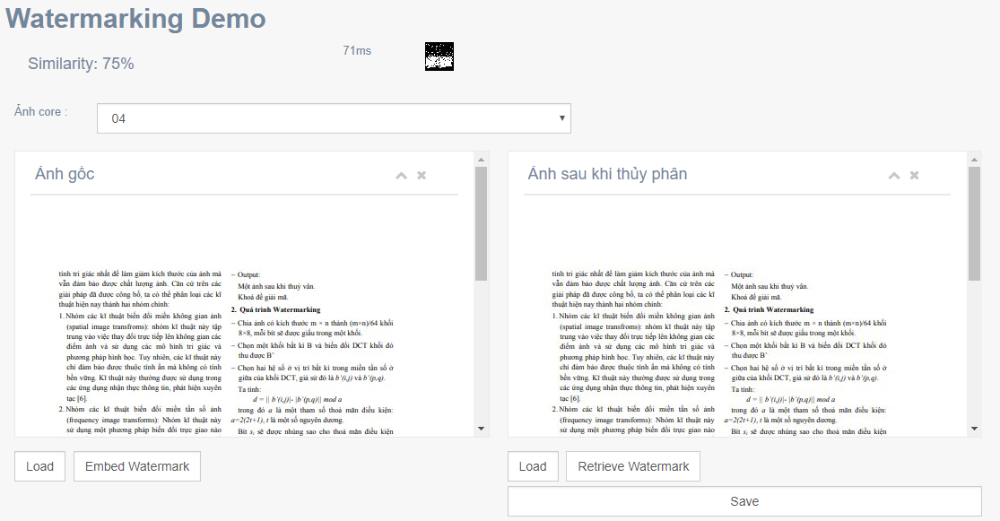 Watermarking Demo
Similarity: 75%
71ms
Ảnh core :
04
Ảnh gốc
tính tri giác nhất để làm giảm kích thước của ảnh mà
vẫn đảm bảo được chất lượng ảnh. Căn cứ trên các
giải pháp đã được công bố, ta có thể phân loại các kĩ
thuật hiện nay thành hai nhóm chính:
1. Nhóm các kĩ thuật biến đổi miền không gian ảnh
(spatial image transfroms): nhóm kĩ thuật này tập
trung vào việc thay đổi trực tiếp lên không gian các
điểm ảnh và sử dụng các mô hình tri giác và
phương pháp hình học. Tuy nhiên, các kĩ thuật này
chỉ đảm bảo được thuộc tính ẩn mà không có tính
bền vững. Kĩ thuật này thường được sử dụng trong
các ứng dụng nhận thực thông tin, phát hiện xuyên
tạc [6].
2. Nhóm các kĩ thuật biến đổi miền tần số ảnh
(frequency image transforms): Nhóm kĩ thuật này
sử dụng một phương pháp biến đổi trực giao nào
− Output:
Một ảnh sau khi thuỷ vân.
Khoá để giải mã.
2. Quá trình Watermarking
− Chia ảnh có kích thước m × n thành (m×n)/64 khối
8×8, mỗi bit sẽ được giấu trong một khối.
− Chọn một khối bất kì B và biến đổi DCT khối đó
thu được B’
− Chọn hai hệ số ở vị trí bất kì trong miền tần số ở
giữa của khối DCT, giả sử đó là b’(i,j) và b’(p,q).
Ta tính:
d = || b’(i,j)|- |b’(p,q)|| mod a
trong đó a là một tham số thoả mãn điều kiện:
a=2(2t+1), t là một số nguyên dương.
Bit sᵢ sẽ được nhúng sao cho thoả mãn điều kiện
Load
Embed Watermark
Ảnh sau khi thủy phân
tính tri giác nhất để làm giảm kích thước của ảnh mà
vẫn đảm bảo được chất lượng ảnh. Căn cứ trên các
giải pháp đã được công bố, ta có thể phân loại các kĩ
thuật hiện nay thành hai nhóm chính:
1. Nhóm các kĩ thuật biến đổi miền không gian ảnh
(spatial image transfroms): nhóm kĩ thuật này tập
trung vào việc thay đổi trực tiếp lên không gian các
điểm ảnh và sử dụng các mô hình tri giác và
phương pháp hình học. Tuy nhiên, các kĩ thuật này
chỉ đảm bảo được thuộc tính ẩn mà không có tính
bền vững. Kĩ thuật này thường được sử dụng trong
các ứng dụng nhận thực thông tin, phát hiện xuyên
tạc [6].
2. Nhóm các kĩ thuật biến đổi miền tần số ảnh
(frequency image transforms): Nhóm kĩ thuật này
sử dụng một phương pháp biến đổi trực giao nào
− Output:
Một ảnh sau khi thuỷ vân.
Khoá để giải mã.
2. Quá trình Watermarking
− Chia ảnh có kích thước m × n thành (m×n)/64 khối
8×8, mỗi bit sẽ được giấu trong một khối.
− Chọn một khối bất kì B và biến đổi DCT khối đó
thu được B’
− Chọn hai hệ số ở vị trí bất kì trong miền tần số ở
giữa của khối DCT, giả sử đó là b’(i,j) và b’(p,q).
Ta tính:
d = || b’(i,j)|- |b’(p,q)|| mod a
trong đó a là một tham số thoả mãn điều kiện:
a=2(2t+1), t là một số nguyên dương.
Bit sᵢ sẽ được nhúng sao cho thoả mãn điều kiện
Load
Retrieve Watermark
Save